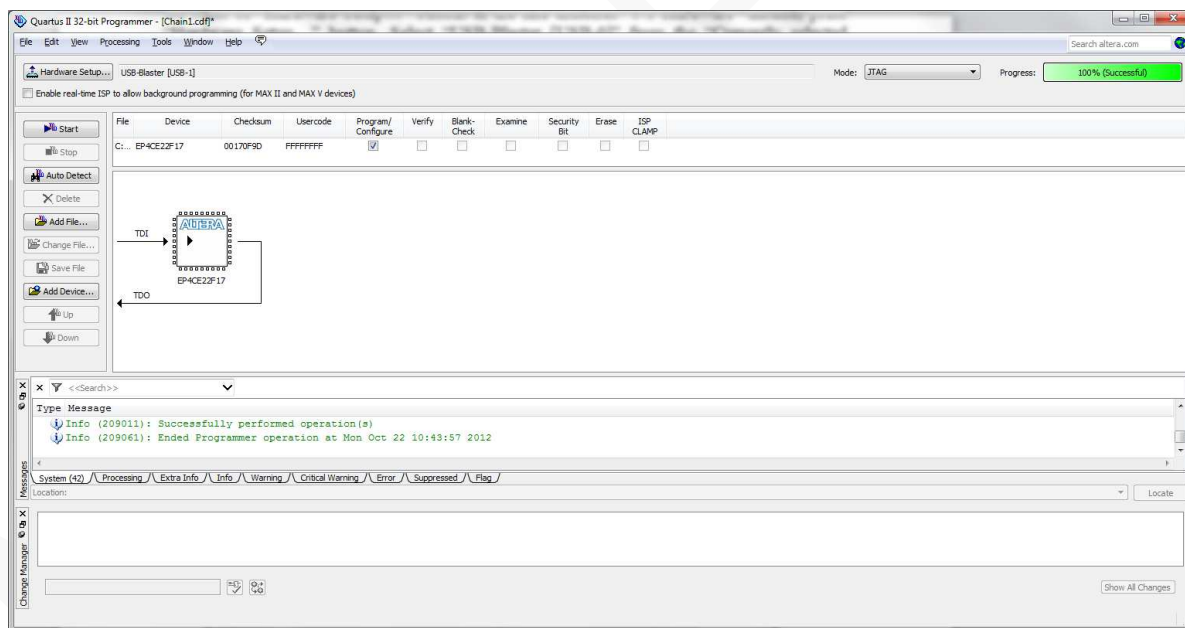 Quartus II 32-bit Programmer - [Chain1.cdf]*
File Edit View Processing Tools Window Help
Search altera.com
Hardware Setup... USB-Blaster [USB-1] Mode: JTAG Progress: 100% (Successful)
Enable real-time ISP to allow background programming (for MAX II and MAX V devices)
Start
Stop
Auto Detect
Delete
Add File...
Change File...
Save File
Add Device...
Up
Down
File Device Checksum Usercode Program/ Configure Verify Blank- Check Examine Security Bit Erase ISP CLAMP
C:... EP4CE22F17 00170F9D FFFFFFFF
TDI
ALTERA
EP4CE22F17
TDO
<<Search>>
Type Message
Info (209011): Successfully performed operation(s)
Info (209061): Ended Programmer operation at Mon Oct 22 10:43:57 2012
System (42) Processing Extra Info Info Warning Critical Warning Error Suppressed Flag
Messages
Location: Locate
Change Manager
Show All Changes